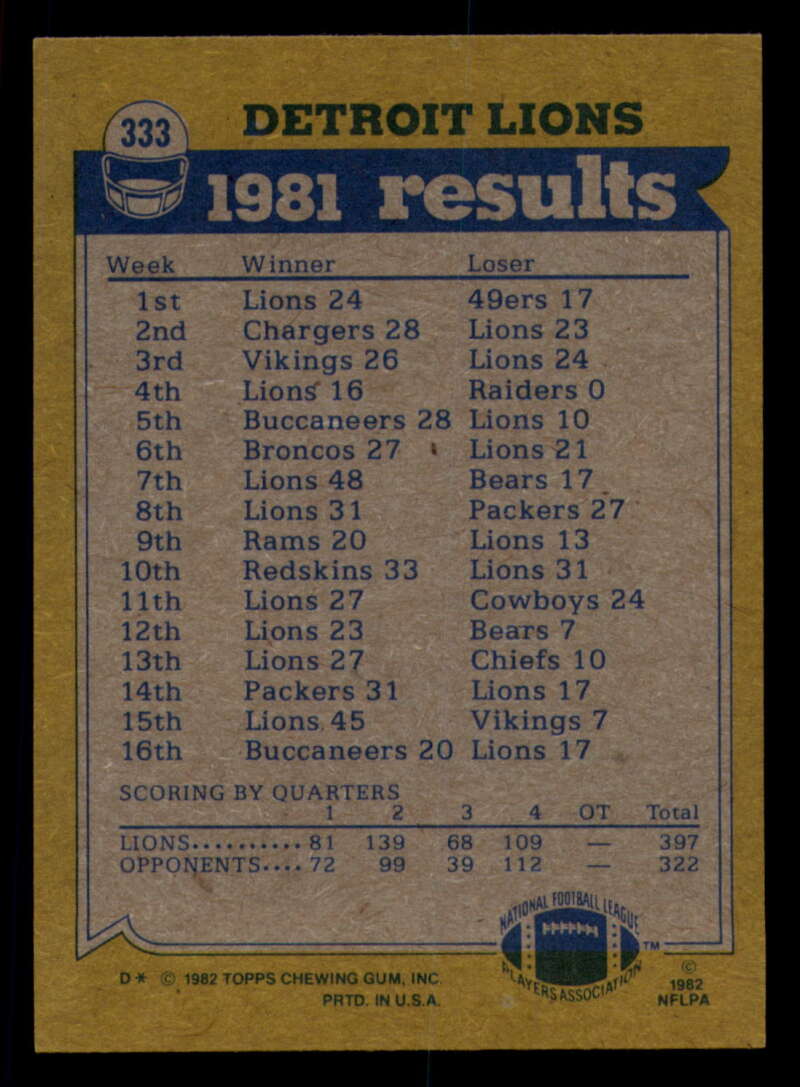 333
DETROIT LIONS
1981 results
Week Winner Loser
1st Lions 24 49ers 17
2nd Chargers 28 Lions 23
3rd Vikings 26 Lions 24
4th Lions 16 Raiders 0
5th Buccaneers 28 Lions 10
6th Broncos 27 Lions 21
7th Lions 48 Bears 17
8th Lions 31 Packers 27
9th Rams 20 Lions 13
10th Redskins 33 Lions 31
11th Lions 27 Cowboys 24
12th Lions 23 Bears 7
13th Lions 27 Chiefs 10
14th Packers 31 Lions 17
15th Lions 45 Vikings 7
16th Buccaneers 20 Lions 17
SCORING BY QUARTERS
1 2 3 4 OT Total
LIONS.......... 81 139 68 109 — 397
OPPONENTS.... 72 99 39 112 — 322
NATIONAL FOOTBALL LEAGUE
PLAYERS ASSOCIATION
TM
D* © 1982 TOPPS CHEWING GUM, INC.
PRTD. IN U.S.A.
©
1982
NFLPA